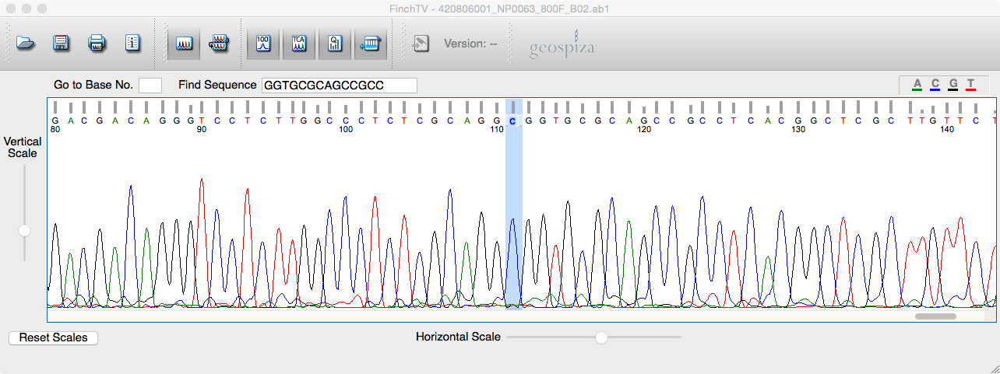 FinchTV - 420806001_NP0063_800F_B02.ab1
100
TCA
Version: --
geospiza
Go to Base No.
Find Sequence GGTGCGCAGCCGCC
A C G T
G A C G A C A G G G T C C T C T T G G C C C T C T C G C A G G C G G T G C G C A G C C G C C T C A C G G C T C G C T T G T T C T
80 90 100 110 120 130 140
Vertical
Scale
Reset Scales
Horizontal Scale